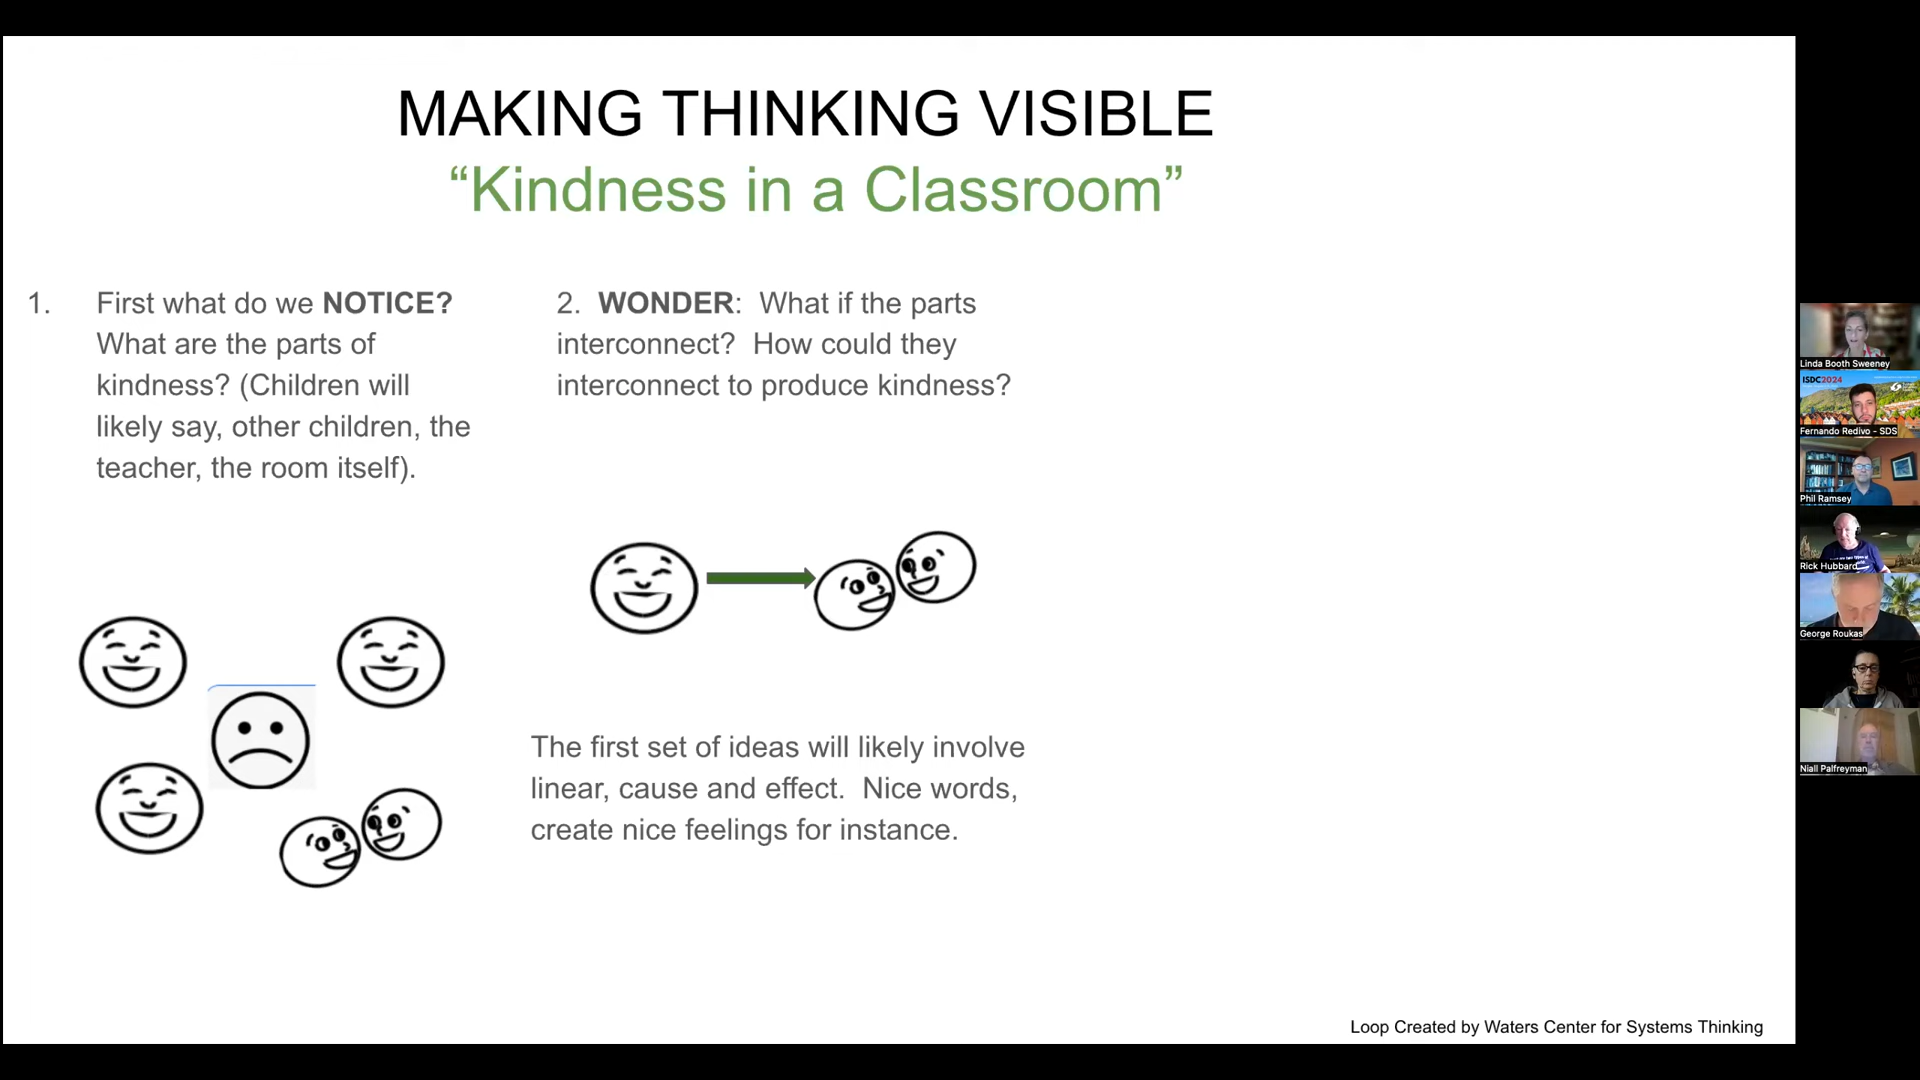 MAKING THINKING VISIBLE
“Kindness in a Classroom”
1. First what do we NOTICE?
What are the parts of
kindness? (Children will
likely say, other children, the
teacher, the room itself).
2. WONDER: What if the parts
interconnect? How could they
interconnect to produce kindness?
The first set of ideas will likely involve
linear, cause and effect. Nice words,
create nice feelings for instance.
Loop Created by Waters Center for Systems Thinking
Linda Booth Sweeney
ISDC2024
Fernando Redivo - SDS
Phil Ramsey
Rick Hubbard
George Roukas
Niall Palfreyman